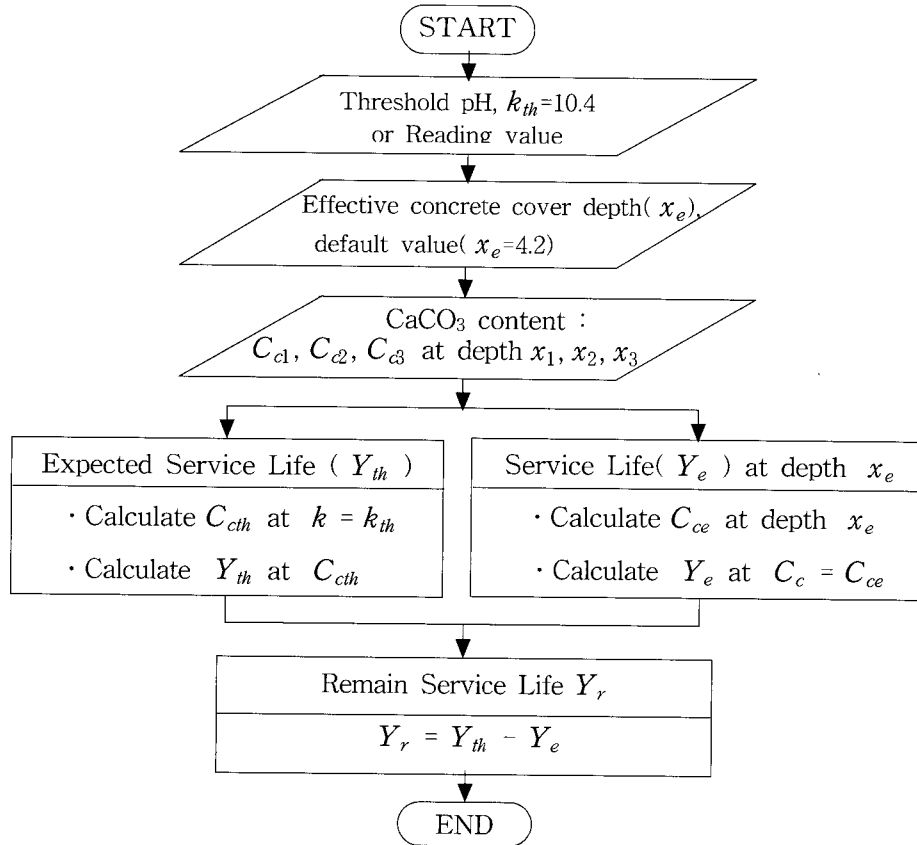 START
Threshold pH, k_th=10.4
or Reading value
Effective concrete cover depth( x_e),
default value( x_e=4.2)
CaCO₃ content :
C_c1, C_c2, C_c3 at depth x_1, x_2, x_3
Expected Service Life ( Y_th )
· Calculate C_cth at k = k_th
· Calculate Y_th at C_cth
Service Life( Y_e ) at depth x_e
· Calculate C_ce at depth x_e
· Calculate Y_e at C_c = C_ce
Remain Service Life Y_r
Y_r = Y_th - Y_e
END